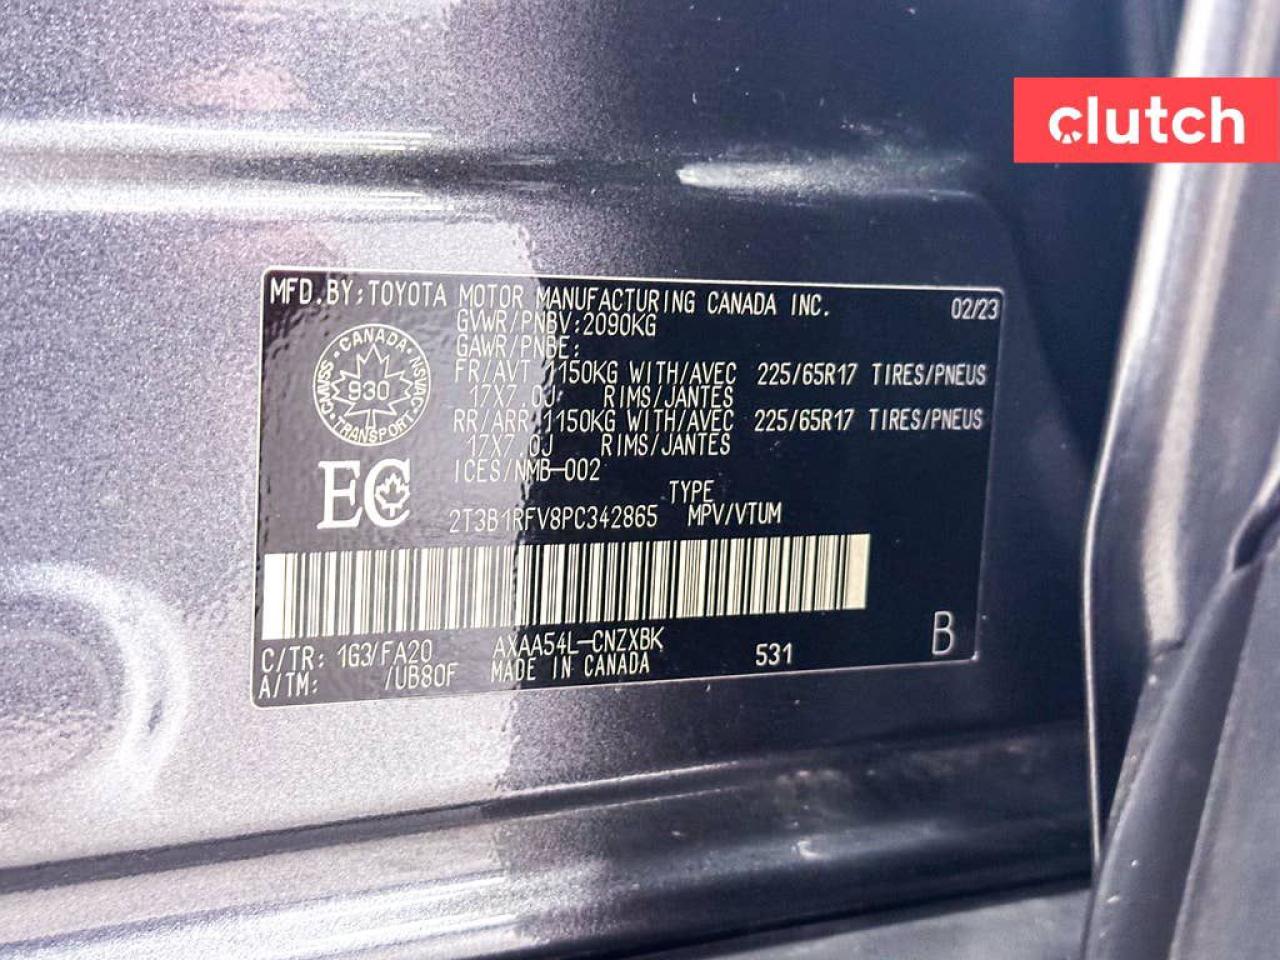 clutch
MFD.BY:TOYOTA MOTOR MANUFACTURING CANADA INC. 02/23
GVWR/PNBV:2090KG
GAWR/PNBE:
FR/AVT 1150KG WITH/AVEC 225/65R17 TIRES/PNEUS
17X7.0J RIMS/JANTES
RR/ARR 1150KG WITH/AVEC 225/65R17 TIRES/PNEUS
17X7.0J RIMS/JANTES
ICES/NMB-002
CANADA
CMVSS NSVAC
930
TRANSPORT
EC
TYPE
2T3B1RFV8PC342865 MPV/VTUM
C/TR: 1G3/FA20 AXAA54L-CNZXBK 531 B
A/TM: /UB80F MADE IN CANADA